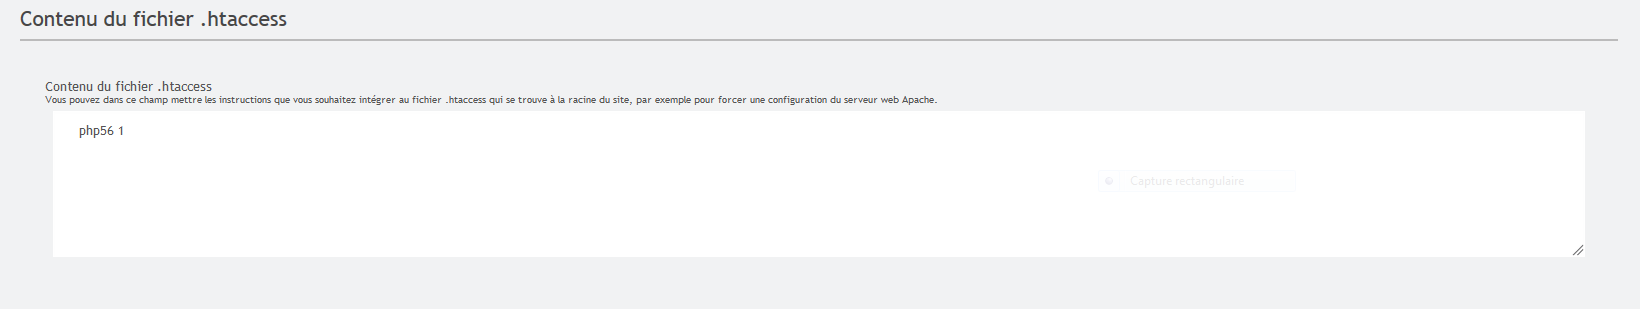 Contenu du fichier .htaccess
Contenu du fichier .htaccess
Vous pouvez dans ce champ mettre les instructions que vous souhaitez intégrer au fichier .htaccess qui se trouve à la racine du site, par exemple pour forcer une configuration du serveur web Apache.
php56 1
Capture rectangulaire